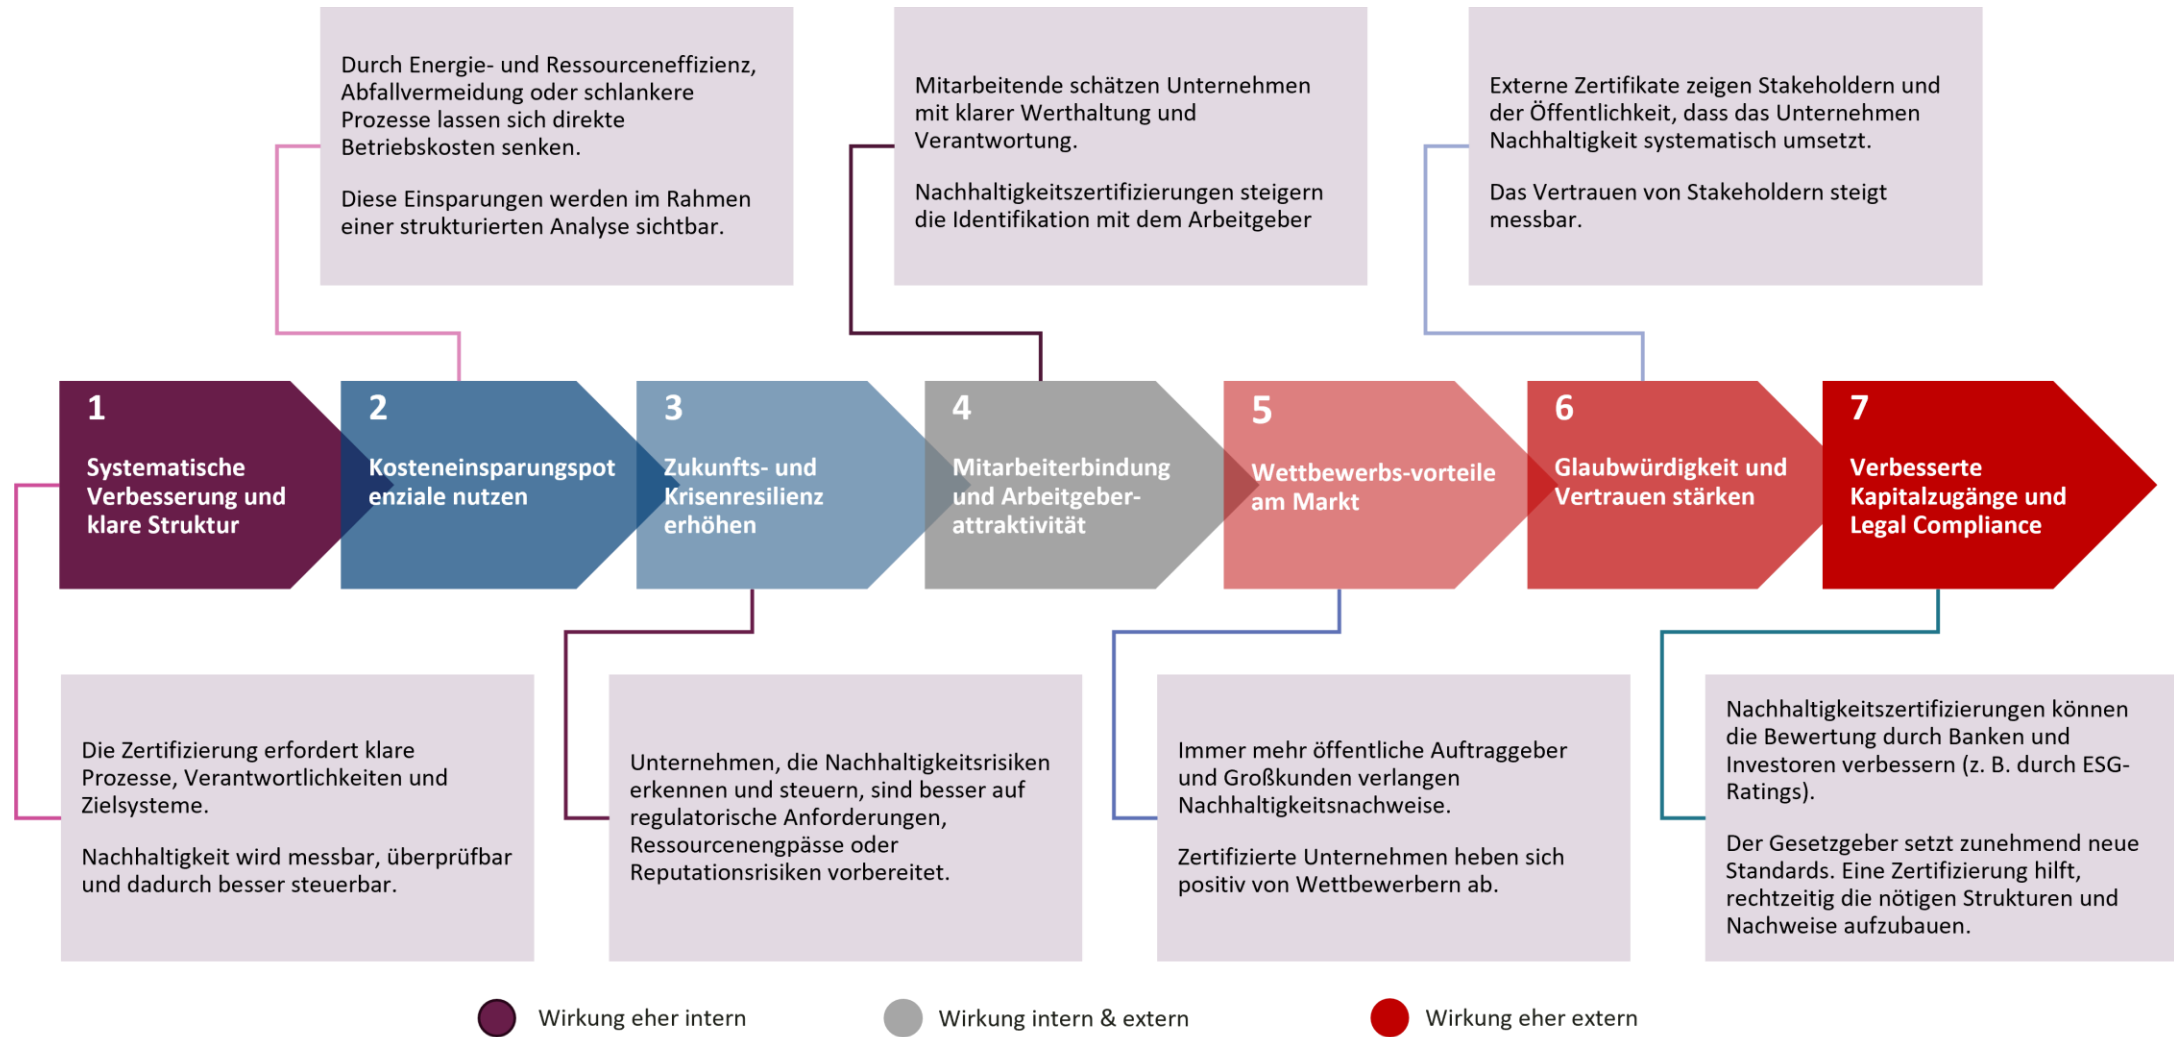 Durch Energie- und Ressourceneffizienz,
Abfallvermeidung oder schlankere
Prozesse lassen sich direkte
Betriebskosten senken.
Diese Einsparungen werden im Rahmen
einer strukturierten Analyse sichtbar.
Mitarbeitende schätzen Unternehmen
mit klarer Werthaltung und
Verantwortung.
Nachhaltigkeitszertifizierungen steigern
die Identifikation mit dem Arbeitgeber
Externe Zertifikate zeigen Stakeholdern und
der Öffentlichkeit, dass das Unternehmen
Nachhaltigkeit systematisch umsetzt.
Das Vertrauen von Stakeholdern steigt
messbar.
1
Systematische
Verbesserung und
klare Struktur
2
Kosteneinsparungspot
enziale nutzen
3
Zukunfts- und
Krisenresilienz
erhöhen
4
Mitarbeiterbindung
und Arbeitgeber-
attraktivität
5
Wettbewerbs-vorteile
am Markt
6
Glaubwürdigkeit und
Vertrauen stärken
7
Verbesserte
Kapitalzugänge und
Legal Compliance
Die Zertifizierung erfordert klare
Prozesse, Verantwortlichkeiten und
Zielsysteme.
Nachhaltigkeit wird messbar, überprüfbar
und dadurch besser steuerbar.
Unternehmen, die Nachhaltigkeitsrisiken
erkennen und steuern, sind besser auf
regulatorische Anforderungen,
Ressourcenengpässe oder
Reputationsrisiken vorbereitet.
Immer mehr öffentliche Auftraggeber
und Großkunden verlangen
Nachhaltigkeitsnachweise.
Zertifizierte Unternehmen heben sich
positiv von Wettbewerbern ab.
Nachhaltigkeitszertifizierungen können
die Bewertung durch Banken und
Investoren verbessern (z. B. durch ESG-
Ratings).
Der Gesetzgeber setzt zunehmend neue
Standards. Eine Zertifizierung hilft,
rechtzeitig die nötigen Strukturen und
Nachweise aufzubauen.
Wirkung eher intern
Wirkung intern & extern
Wirkung eher extern